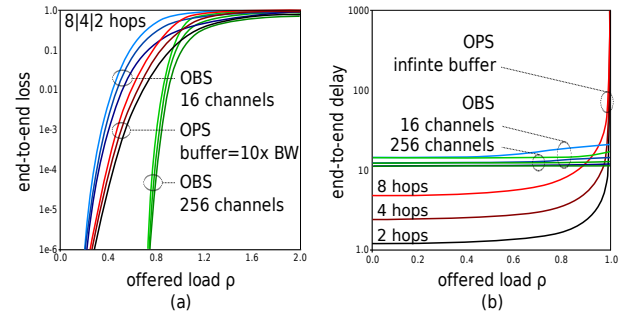 8|4|2 hops
1.0
0.1
0.01
1e-3
1e-4
1e-5
1e-6
end-to-end loss
OBS
16 channels
OPS
buffer=10x BW
OBS
256 channels
0.0
0.4
0.8
1.2
1.6
2.0
offered load ρ
(a)
1000
100
10
1.0
end-to-end delay
OPS
infinte buffer
OBS
16 channels
256 channels
8 hops
4 hops
2 hops
0.0
0.2
0.4
0.6
0.8
1.0
offered load ρ
(b)